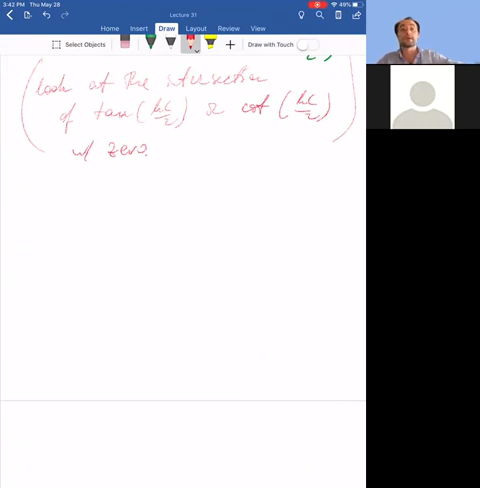 3:42 PM Thu May 28
Lecture 31
49%
Home Insert Draw Layout Review View
Select Objects
Draw with Touch
look at the intersection
of tan (kL/2) & cot (kL/2)
w/ zero.